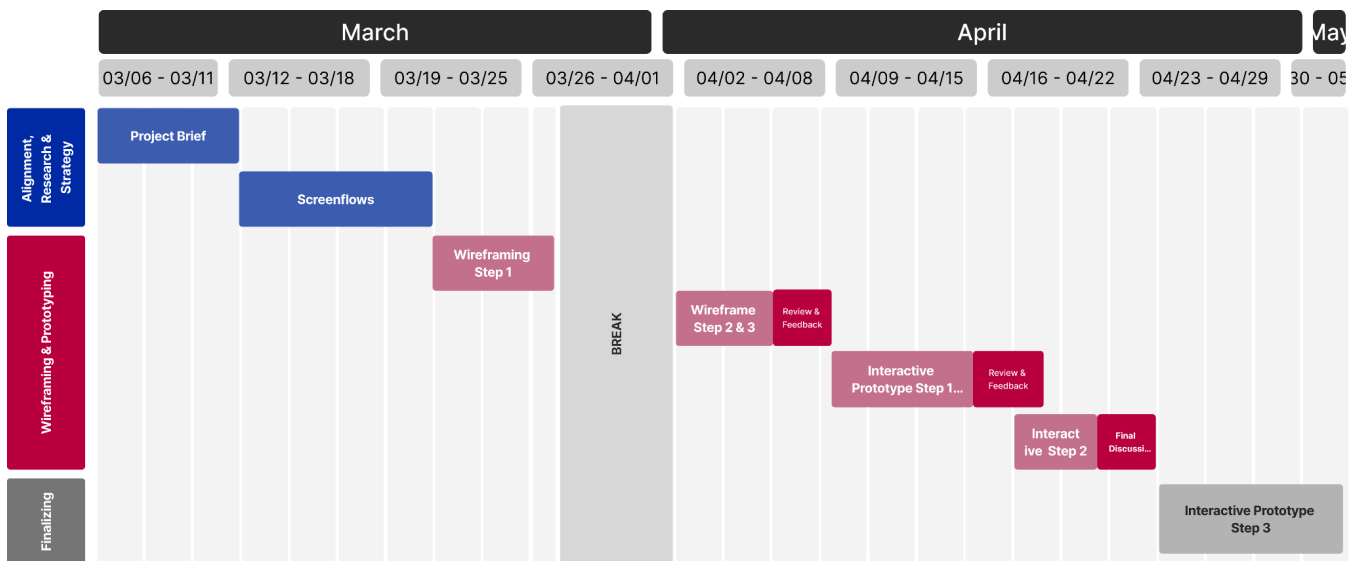 March
April
May
03/06 - 03/11
03/12 - 03/18
03/19 - 03/25
03/26 - 04/01
04/02 - 04/08
04/09 - 04/15
04/16 - 04/22
04/23 - 04/29
30 - 05
Alignment,
Research &
Strategy
Project Brief
Screenflows
Wireframing & Prototyping
Wireframing
Step 1
BREAK
Wireframe
Step 2 & 3
Review &
Feedback
Interactive
Prototype Step 1...
Review &
Feedback
Interact
ive Step 2
Final
Discussi...
Finalizing
Interactive Prototype
Step 3